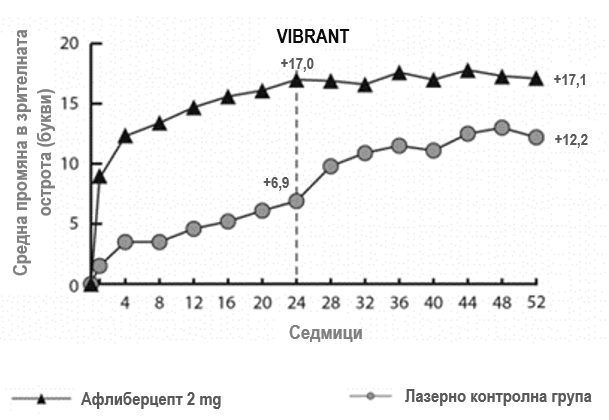 VIBRANT
20
15
10
5
0
+17,0
+17,1
+12,2
+6,9
Средна промяна в зрителната
острота (букви)
4 8 12 16 20 24 28 32 36 40 44 48 52
Седмици
Афлиберцепт 2 mg
Лазерно контролна група